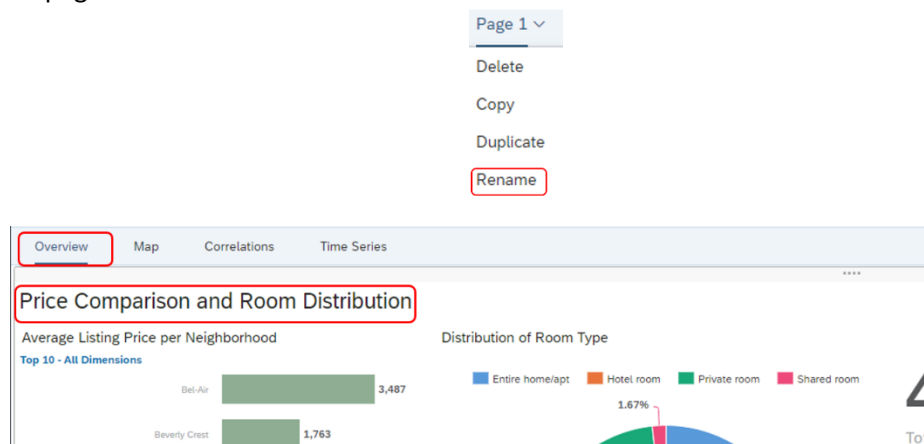 Page 1
Delete
Copy
Duplicate
Rename
Overview Map Correlations Time Series
Price Comparison and Room Distribution
Average Listing Price per Neighborhood
Top 10 - All Dimensions
Bel-Air 3,487
Beverly Crest 1,763
Distribution of Room Type
Entire home/apt Hotel room Private room Shared room
1.67%
To